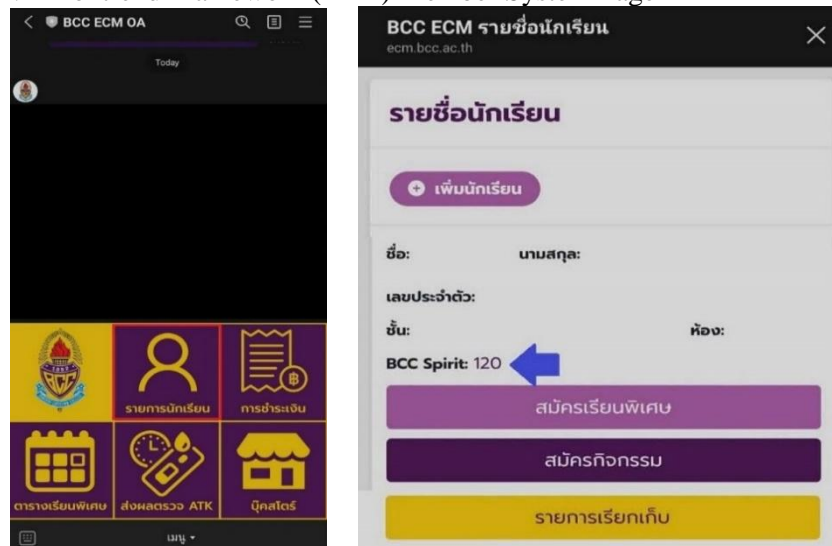 BCC ECM OA
Today
1852
BCC
รายการนักเรียน
การชำระเงิน
ตารางเรียนพิเศษ
ส่งผลตรวจ ATK
บุ๊คสโตร์
เมนู
BCC ECM รายชื่อนักเรียน
ecm.bcc.ac.th
รายชื่อนักเรียน
เพิ่มนักเรียน
ชื่อ: นามสกุล:
เลขประจำตัว:
ชั้น: ห้อง:
BCC Spirit: 120
สมัครเรียนพิเศษ
สมัครกิจกรรม
รายการเรียกเก็บ